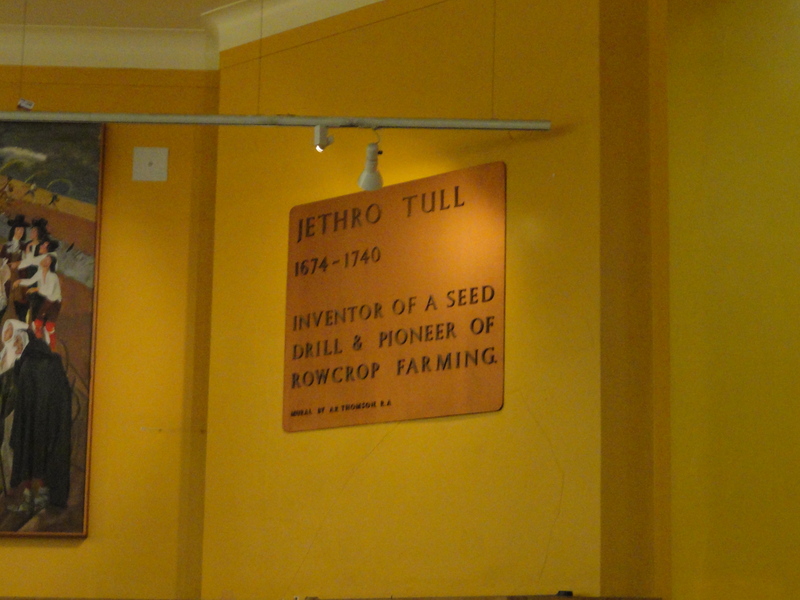 JETHRO TULL
1674-1740
INVENTOR OF A SEED
DRILL & PIONEER OF
ROWCROP FARMING.
MURAL BY A.R THOMSON R.A